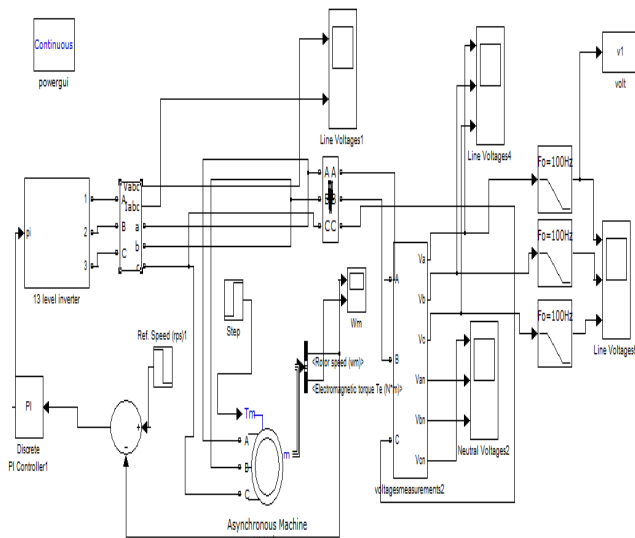 Continuous
powergui
Line Voltages1
Line Voltages4
v1
volt
Vabc
Iabc
A
B
C
a
b
c
1
2
3
pi
13 level inverter
A A
B B
C C
Fo=100Hz
Fo=100Hz
Fo=100Hz
Line Voltages
Va
Vb
Vc
Van
Vbn
Vcn
A
B
C
voltagesmeasurements2
Neutral Voltages2
Step
Wm
Ref. Speed (rps)1
<Rotor speed (wm)>
<Electromagnetic torque Te (N*m)>
PI
Discrete
PI Controller1
+
−
Tm
m
A
B
C
Asynchronous Machine